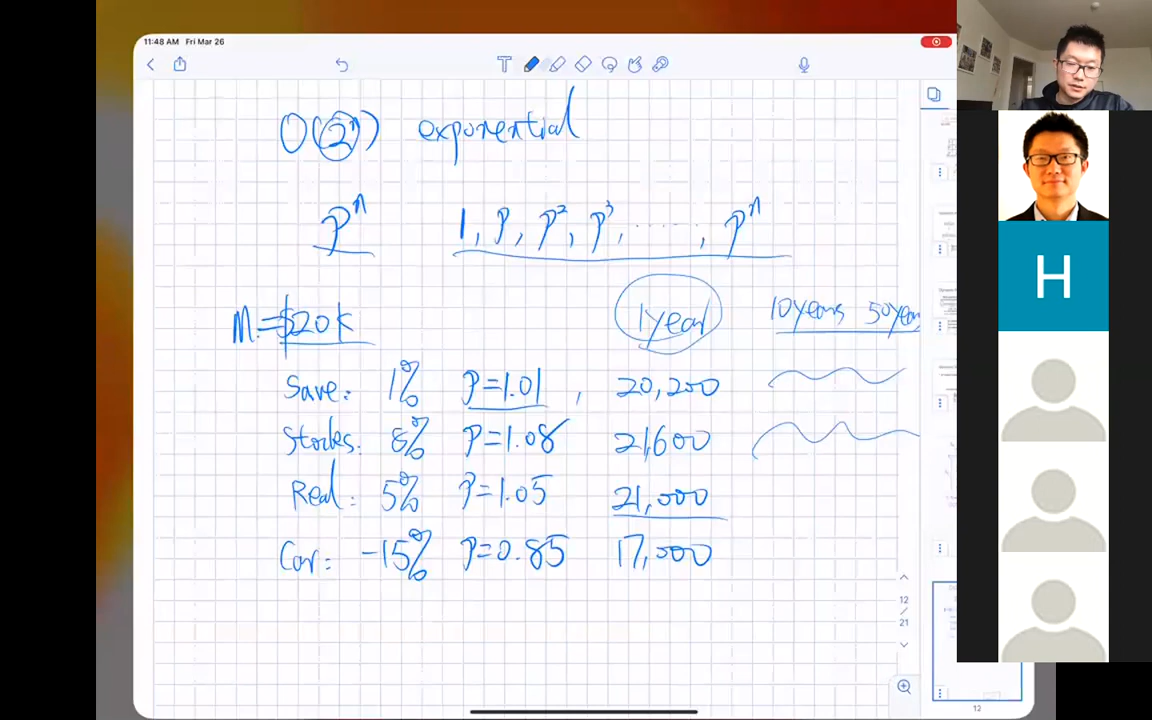 11:48 AM Fri Mar 26
O(2ⁿ) exponential
pⁿ 1, p, p², p³, ......., pⁿ
M=$20K 1year 10years 50years
Save: 1% p=1.01, 20,200
Stocks: 8% p=1.08 21,600
Real: 5% p=1.05 21,000
Car: -15% p=0.85 17,000
12
/
21
12
H